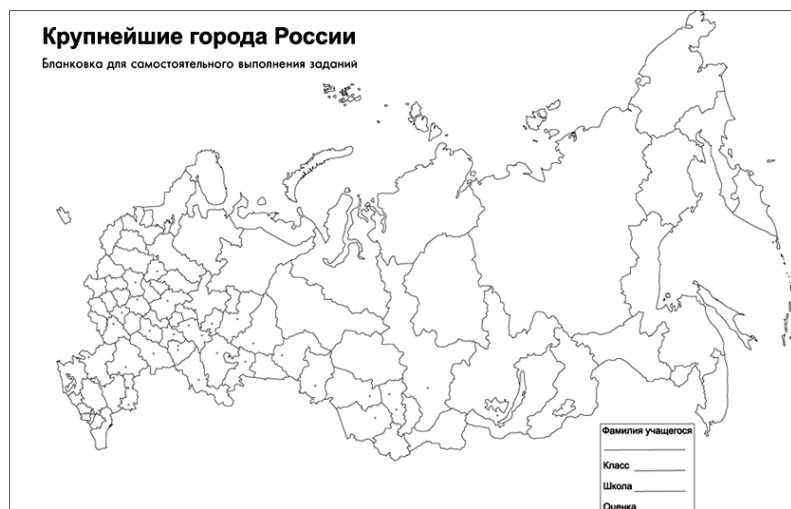 Крупнейшие города России
Бланковка для самостоятельного выполнения заданий
Фамилия учащегося
Класс
Школа
Оценка